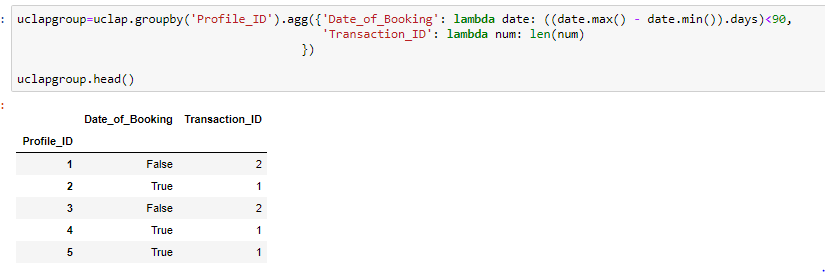 : uclapgroup=uclap.groupby('Profile_ID').agg({'Date_of_Booking': lambda date: ((date.max() - date.min()).days)<90,
'Transaction_ID': lambda num: len(num)
})
uclapgroup.head()
:
Date_of_Booking Transaction_ID
Profile_ID
1 False 2
2 True 1
3 False 2
4 True 1
5 True 1